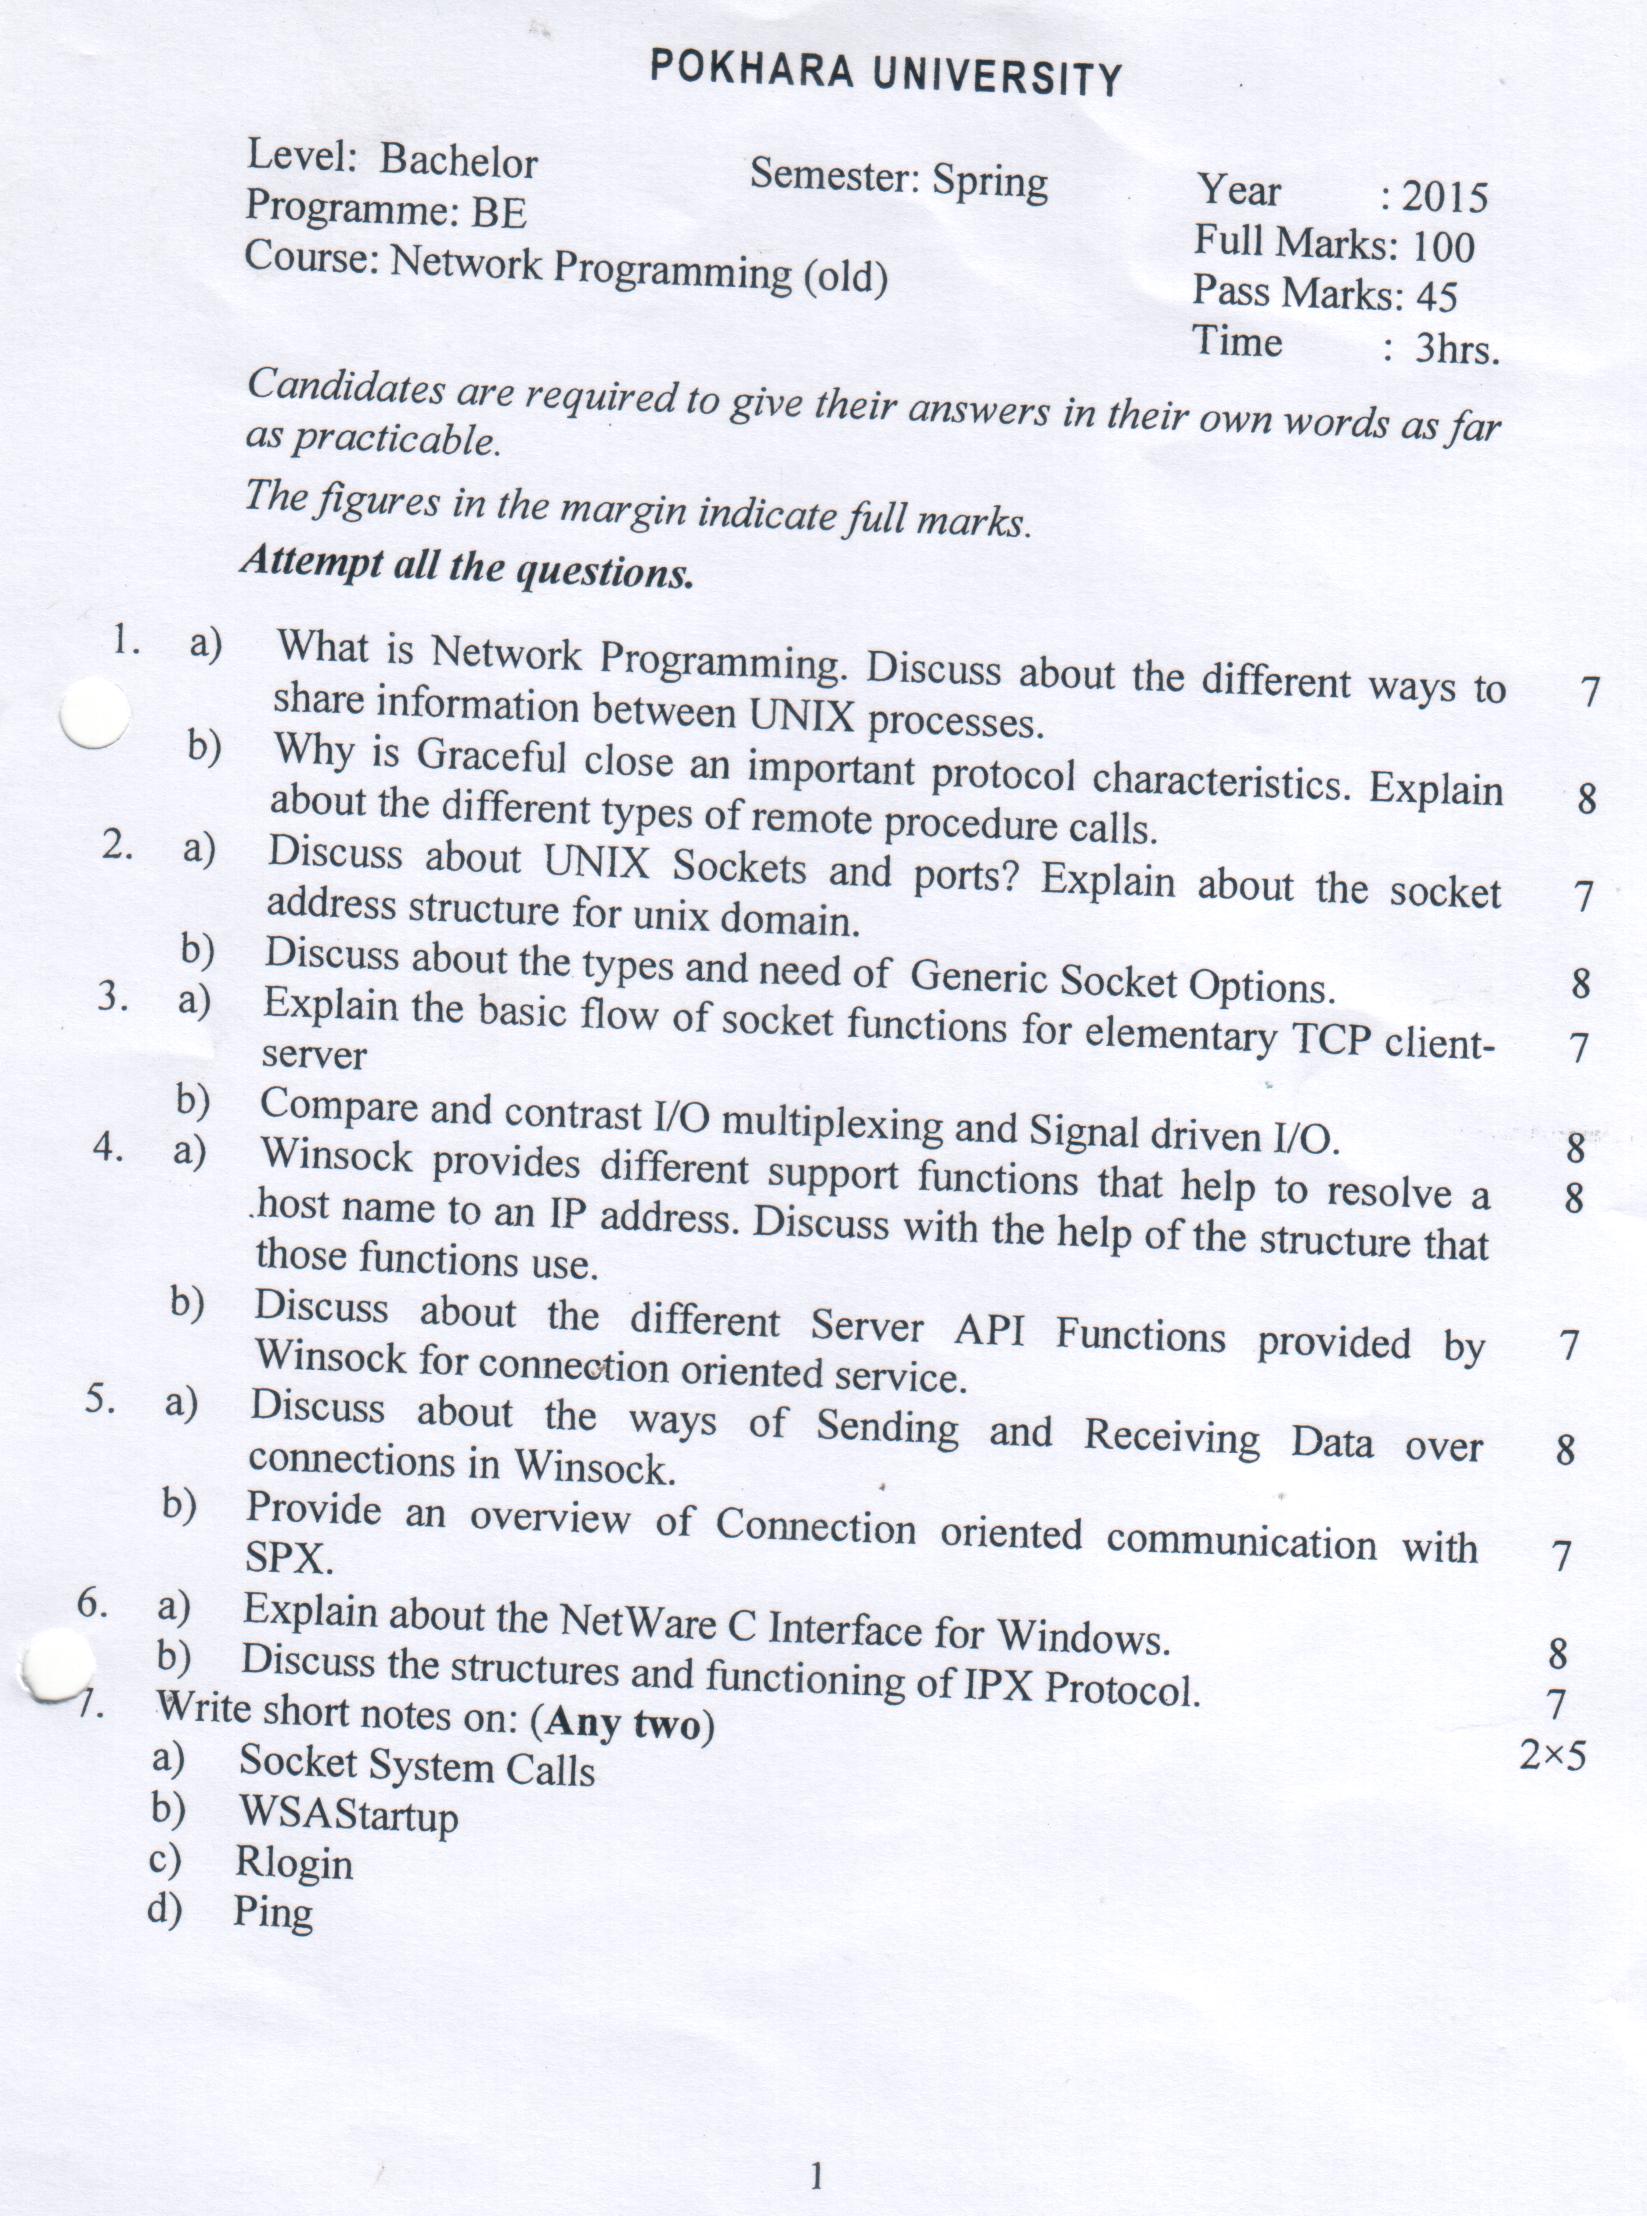 POKHARA UNIVERSITY
Level: Bachelor Semester: Spring Year : 2015
Programme: BE Full Marks: 100
Course: Network Programming (old) Pass Marks: 45
Time : 3hrs.
Candidates are required to give their answers in their own words as far
as practicable.
The figures in the margin indicate full marks.
Attempt all the questions.
1. a) What is Network Programming. Discuss about the different ways to 7
share information between UNIX processes.
b) Why is Graceful close an important protocol characteristics. Explain 8
about the different types of remote procedure calls.
2. a) Discuss about UNIX Sockets and ports? Explain about the socket 7
address structure for unix domain.
b) Discuss about the types and need of Generic Socket Options. 8
3. a) Explain the basic flow of socket functions for elementary TCP client- 7
server
b) Compare and contrast I/O multiplexing and Signal driven I/O. 8
4. a) Winsock provides different support functions that help to resolve a 8
host name to an IP address. Discuss with the help of the structure that
those functions use.
b) Discuss about the different Server API Functions provided by 7
Winsock for connection oriented service.
5. a) Discuss about the ways of Sending and Receiving Data over 8
connections in Winsock.
b) Provide an overview of Connection oriented communication with 7
SPX.
6. a) Explain about the NetWare C Interface for Windows. 8
b) Discuss the structures and functioning of IPX Protocol. 7
7. Write short notes on: (Any two) 2×5
a) Socket System Calls
b) WSAStartup
c) Rlogin
d) Ping
1